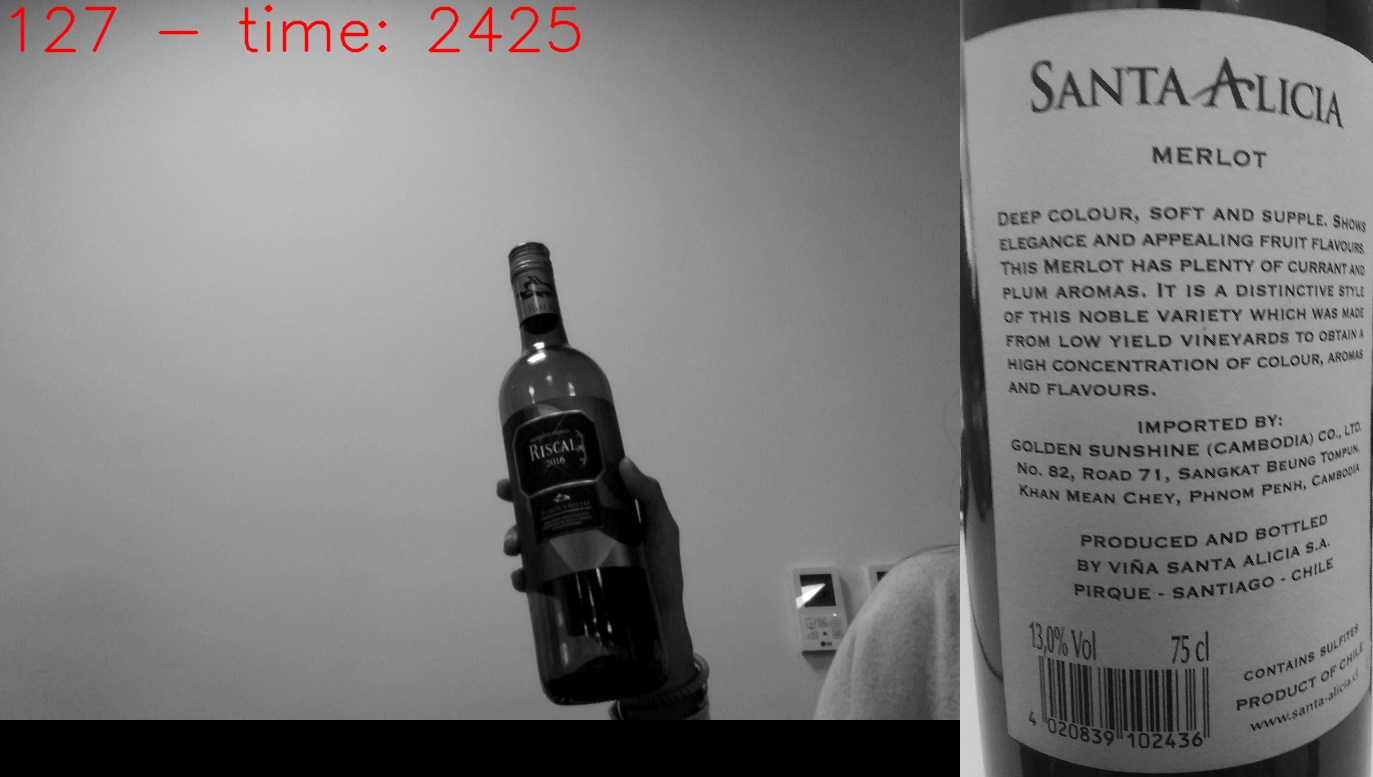 127 - time: 2425
RISCAL
2016
SANTA ALICIA
MERLOT
DEEP COLOUR, SOFT AND SUPPLE. SHOWS
ELEGANCE AND APPEALING FRUIT FLAVOURS.
THIS MERLOT HAS PLENTY OF CURRANT AND
PLUM AROMAS. IT IS A DISTINCTIVE STYLE
OF THIS NOBLE VARIETY WHICH WAS MADE
FROM LOW YIELD VINEYARDS TO OBTAIN A
HIGH CONCENTRATION OF COLOUR, AROMAS
AND FLAVOURS.
IMPORTED BY:
GOLDEN SUNSHINE (CAMBODIA) CO., LTD.
NO. 82, ROAD 71, SANGKAT BEUNG TOMPUN,
KHAN MEAN CHEY, PHNOM PENH, CAMBODIA
PRODUCED AND BOTTLED
BY VIÑA SANTA ALICIA S.A.
PIRQUE - SANTIAGO - CHILE
13,0% Vol 75 cl
CONTAINS SULFITES
PRODUCT OF CHILE
www.santa-alicia.cl
4 020839 102436